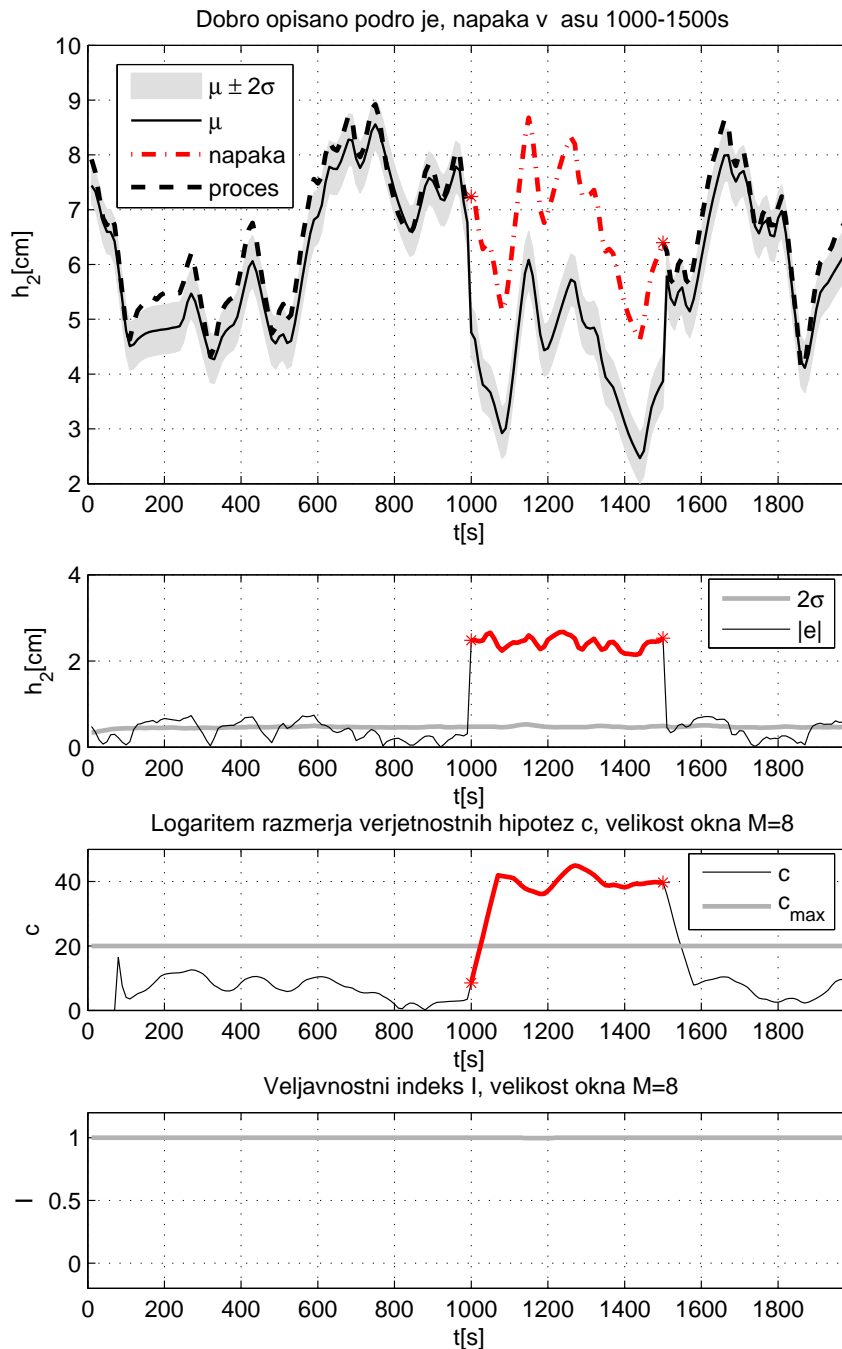 Dobro opisano podro je, napaka v  asu 1000-1500s
10
9
8
7
6
5
4
3
2
h2[cm]
μ ± 2σ
μ
napaka
proces
0 200 400 600 800 1000 1200 1400 1600 1800
t[s]
4
2
0
h2[cm]
2σ
|e|
0 200 400 600 800 1000 1200 1400 1600 1800
t[s]
Logaritem razmerja verjetnostnih hipotez c, velikost okna M=8
40
20
0
c
c
cmax
0 200 400 600 800 1000 1200 1400 1600 1800
t[s]
Veljavnostni indeks I, velikost okna M=8
1
0.5
0
I
0 200 400 600 800 1000 1200 1400 1600 1800
t[s]